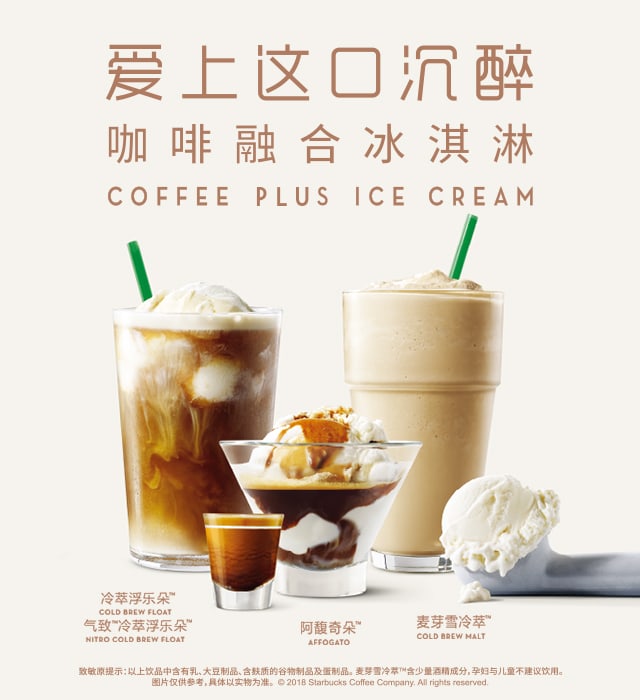 爱上这口沉醉
咖啡融合冰淇淋
COFFEE PLUS ICE CREAM
冷萃浮乐朵™
COLD BREW FLOAT
气致™冷萃浮乐朵™
NITRO COLD BREW FLOAT
阿馥奇朵™
AFFOGATO
麦芽雪冷萃™
COLD BREW MALT
致敏原提示：以上饮品中含有乳、大豆制品、含麸质的谷物制品及蛋制品。麦芽雪冷萃™含少量酒精成分，孕妇与儿童不建议饮用。
图片仅供参考，具体以实物为准。 © 2018 Starbucks Coffee Company. All rights reserved.